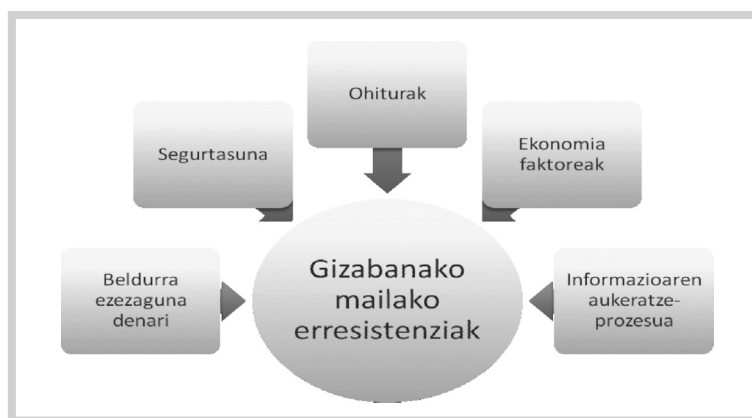 Ohiturak
Segurtasuna
Ekonomia
faktoreak
Beldurra
ezezaguna
denari
Gizabanako
mailako
erresistenziak
Informazioaren
aukeratze-
prozesua